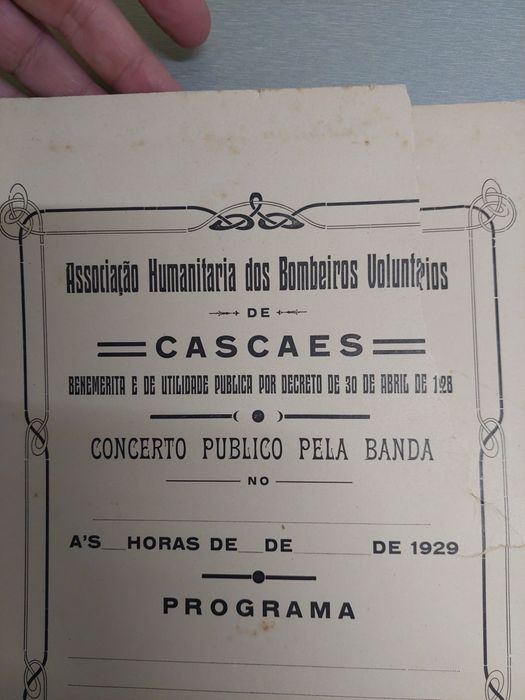 Associação Humanitaria dos Bombeiros Voluntários
DE
CASCAES
BENEMERITA E DE UTILIDADE PUBLICA POR DECRETO DE 30 DE ABRIL DE 1928
CONCERTO PUBLICO PELA BANDA
NO
A'S HORAS DE DE DE 1929
PROGRAMA